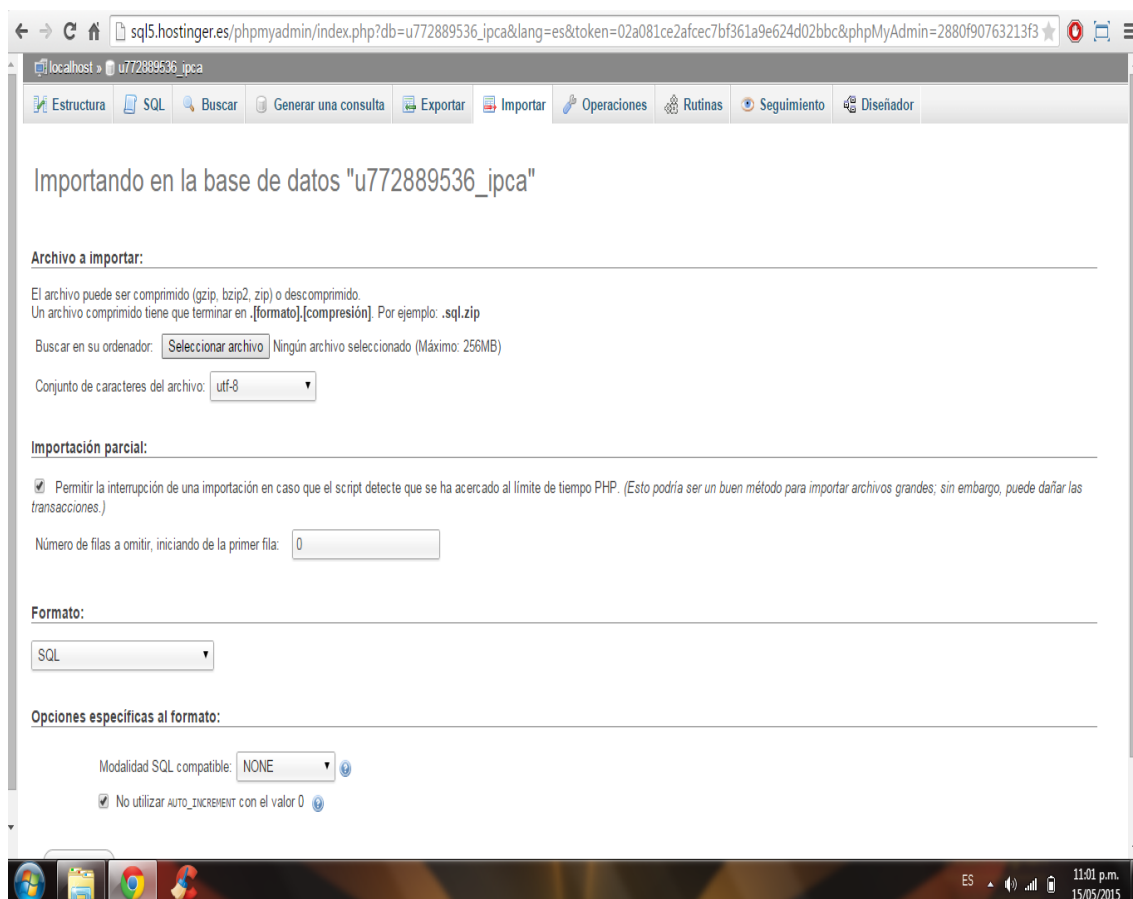 sql5.hostinger.es/phpmyadmin/index.php?db=u772889536_ipca&lang=es&token=02a081ce2afcec7bf361a9e624d02bbc&phpMyAdmin=2880f90763213f3
localhost » u772889536_ipca
Estructura SQL Buscar Generar una consulta Exportar Importar Operaciones Rutinas Seguimiento Diseñador
Importando en la base de datos "u772889536_ipca"
Archivo a importar:
El archivo puede ser comprimido (gzip, bzip2, zip) o descomprimido.
Un archivo comprimido tiene que terminar en .[formato].[compresión]. Por ejemplo: .sql.zip
Buscar en su ordenador: Seleccionar archivo Ningún archivo seleccionado (Máximo: 256MB)
Conjunto de caracteres del archivo: utf-8
Importación parcial:
Permitir la interrupción de una importación en caso que el script detecte que se ha acercado al límite de tiempo PHP. (Esto podría ser un buen método para importar archivos grandes; sin embargo, puede dañar las
transacciones.)
Número de filas a omitir, iniciando de la primer fila: 0
Formato:
SQL
Opciones específicas al formato:
Modalidad SQL compatible: NONE
No utilizar AUTO_INCREMENT con el valor 0
ES 11:01 p.m.
15/05/2015